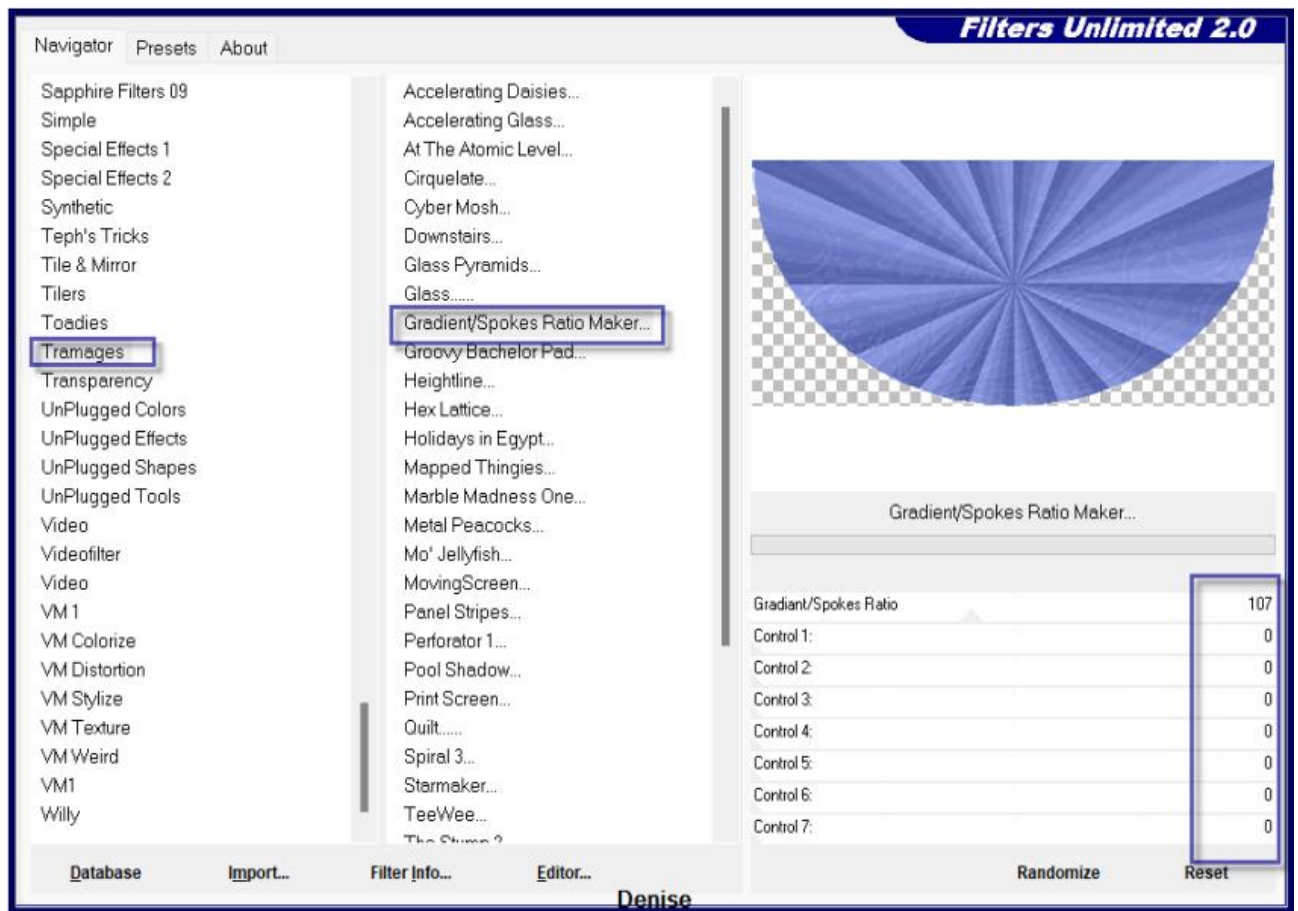 Filters Unlimited 2.0
Navigator Presets About
Sapphire Filters 09
Simple
Special Effects 1
Special Effects 2
Synthetic
Teph's Tricks
Tile & Mirror
Tilers
Toadies
Tramages
Transparency
UnPlugged Colors
UnPlugged Effects
UnPlugged Shapes
UnPlugged Tools
Video
Videofilter
Video
VM 1
VM Colorize
VM Distortion
VM Stylize
VM Texture
VM Weird
VM1
Willy
Accelerating Daisies...
Accelerating Glass...
At The Atomic Level...
Cirquelate...
Cyber Mosh...
Downstairs...
Glass Pyramids...
Glass......
Gradient/Spokes Ratio Maker...
Groovy Bachelor Pad...
Heightline...
Hex Lattice...
Holidays in Egypt...
Mapped Thingies...
Marble Madness One...
Metal Peacocks...
Mo' Jellyfish...
MovingScreen...
Panel Stripes...
Perforator 1...
Pool Shadow...
Print Screen...
Quilt......
Spiral 3...
Starmaker...
TeeWee...
Gradient/Spokes Ratio Maker...
Gradiant/Spokes Ratio 107
Control 1: 0
Control 2: 0
Control 3: 0
Control 4: 0
Control 5: 0
Control 6: 0
Control 7: 0
Database Import... Filter Info... Editor... Randomize Reset
Denise